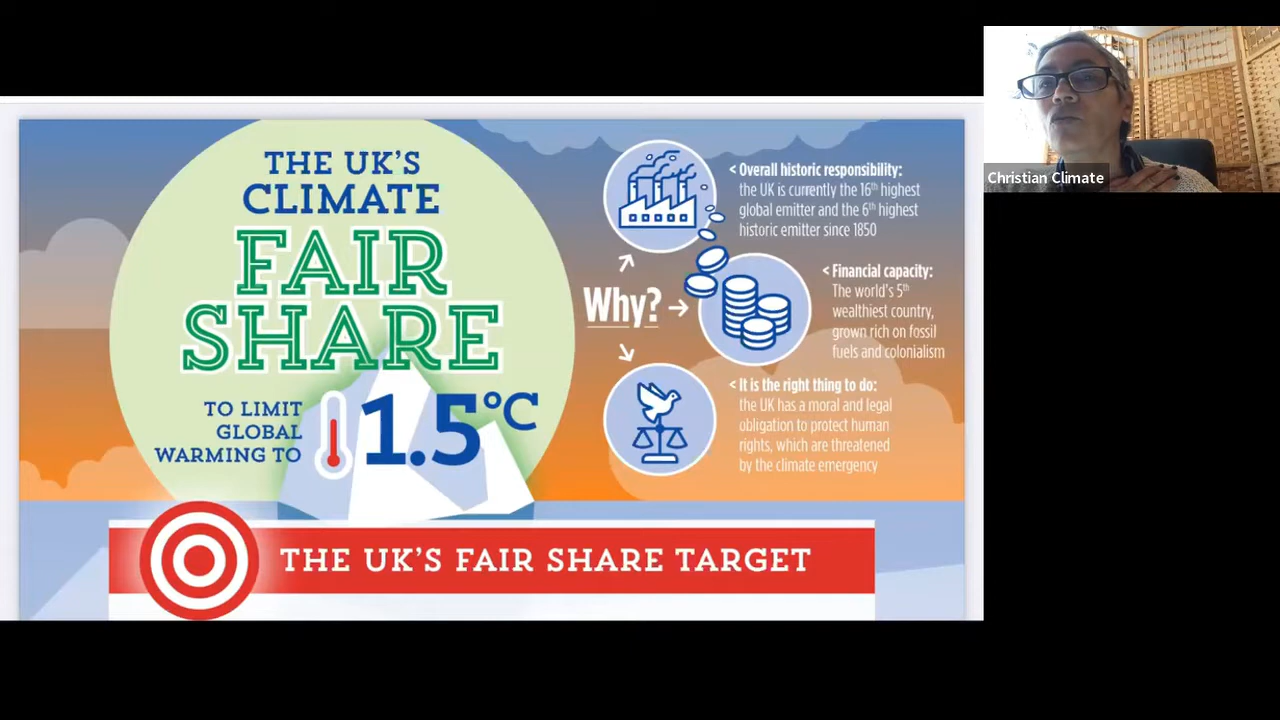 THE UK'S
CLIMATE
FAIR
SHARE
TO LIMIT
GLOBAL
WARMING TO
1.5°C
Why?
< Overall historic responsibility:
the UK is currently the 16th highest
global emitter and the 6th highest
historic emitter since 1850
< Financial capacity:
The world's 5th
wealthiest country,
grown rich on fossil
fuels and colonialism
< It is the right thing to do:
the UK has a moral and legal
obligation to protect human
rights, which are threatened
by the climate emergency
THE UK'S FAIR SHARE TARGET
Christian Climate